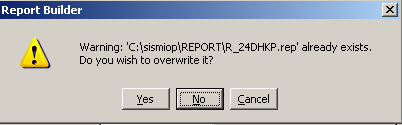 Report Builder
Warning: 'C:\sismiop\REPORT\R_24DHKP.rep' already exists.
Do you wish to overwrite it?
Yes No Cancel